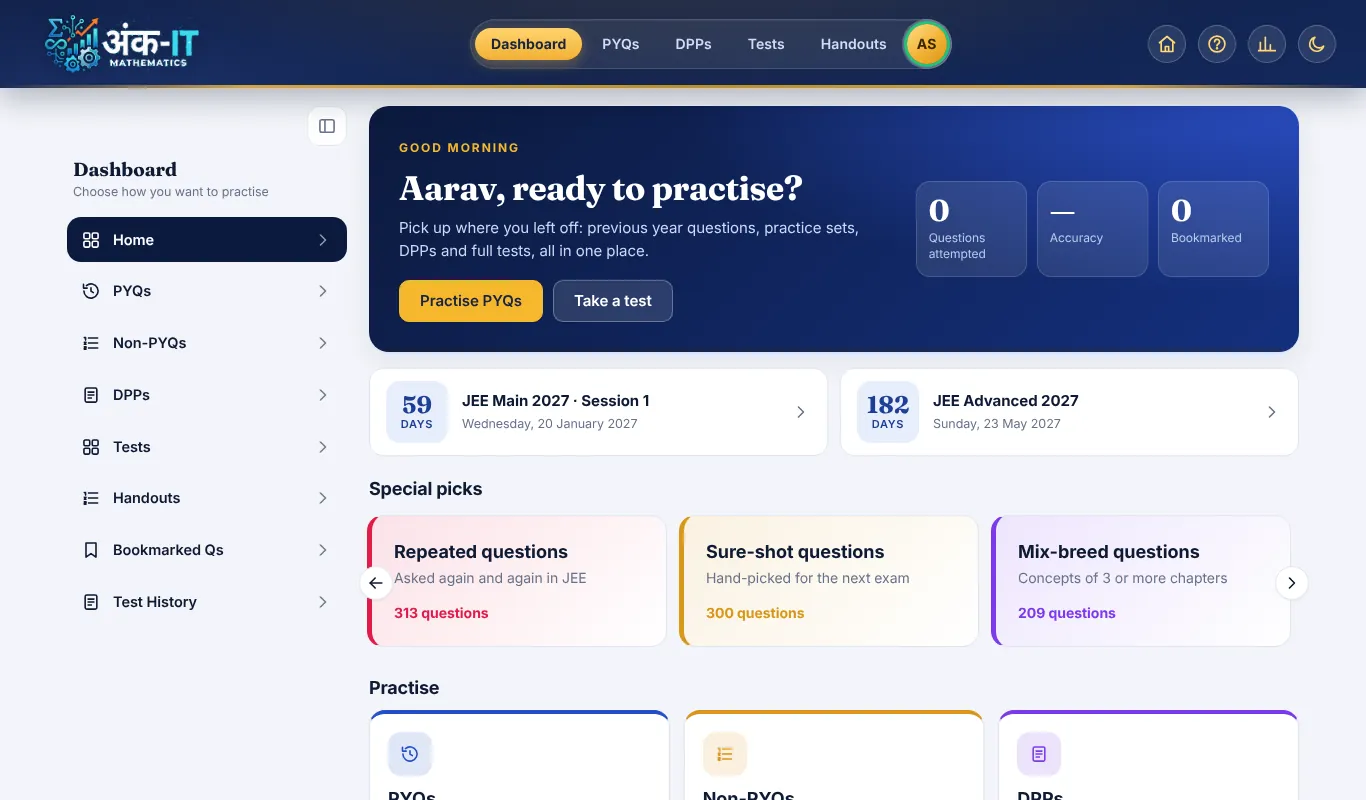 अंक-IT
MATHEMATICS
Dashboard
PYQs
DPPs
Tests
Handouts
AS
Dashboard
Choose how you want to practise
Home
PYQs
Non-PYQs
DPPs
Tests
Handouts
Bookmarked Qs
Test History
GOOD MORNING
Aarav, ready to practise?
Pick up where you left off: previous year questions, practice sets,
DPPs and full tests, all in one place.
Practise PYQs
Take a test
0
Questions
attempted
—
Accuracy
0
Bookmarked
59
DAYS
JEE Main 2027 · Session 1
Wednesday, 20 January 2027
182
DAYS
JEE Advanced 2027
Sunday, 23 May 2027
Special picks
Repeated questions
Asked again and again in JEE
313 questions
Sure-shot questions
Hand-picked for the next exam
300 questions
Mix-breed questions
Concepts of 3 or more chapters
209 questions
Practise
PYQs
Non-PYQs
DPPs